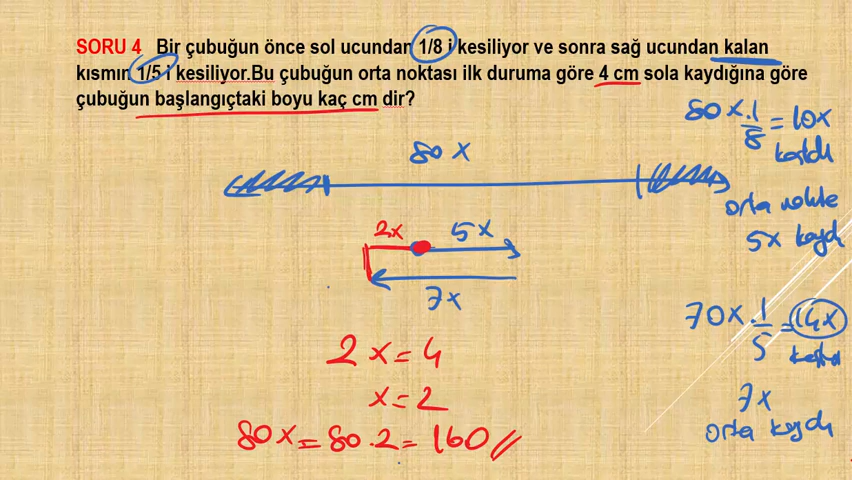 SORU 4 Bir çubuğun önce sol ucundan 1/8 i kesiliyor ve sonra sağ ucundan kalan
kısmın 1/5 i kesiliyor.Bu çubuğun orta noktası ilk duruma göre 4 cm sola kaydığına göre
çubuğun başlangıçtaki boyu kaç cm dir?
80x
80x.1/8=10x
kesildi
orta nokta
5x kaydı
2x
5x
7x
70x.1/5=14x
7x
orta kaydı
2x=4
x=2
80x=80.2=160//